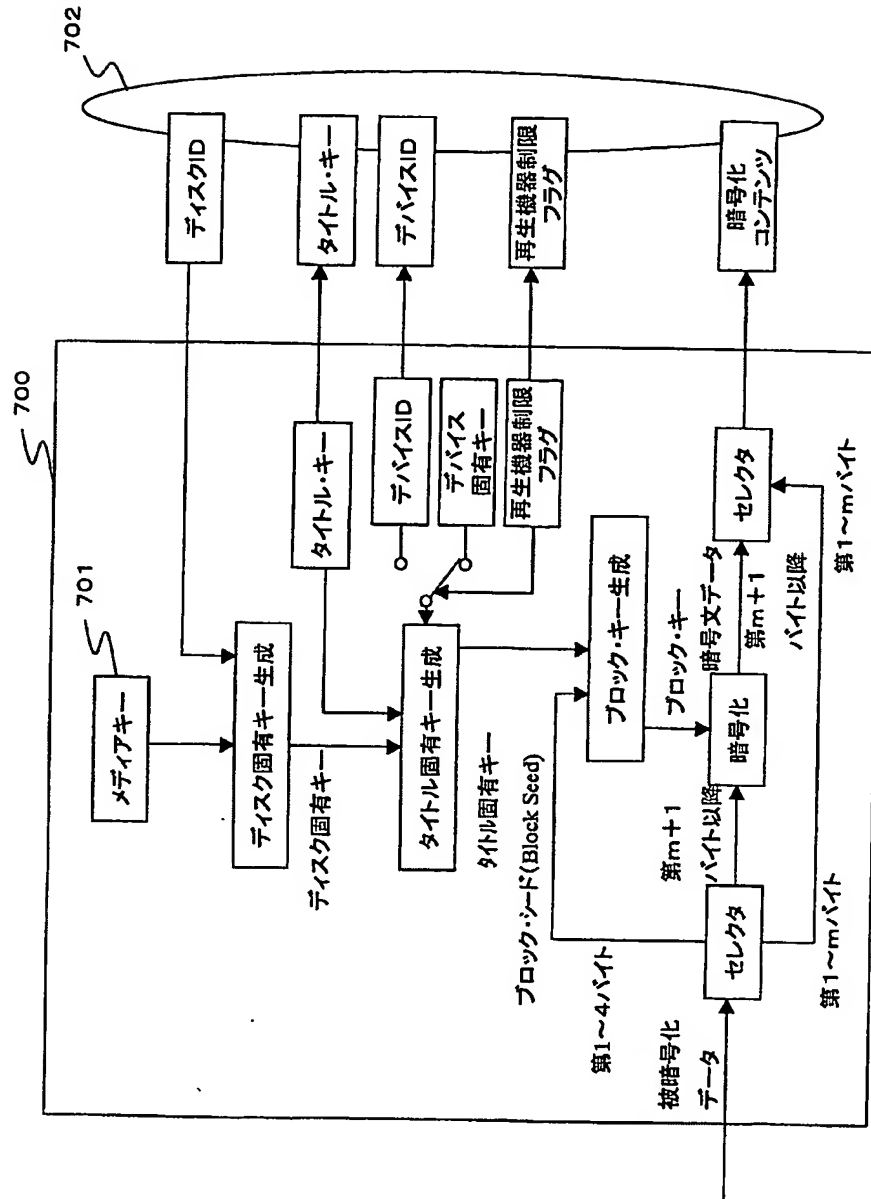 700
702
701
メディアキー
ディスク固有キー生成
ディスク固有キー
タイトル・キー
タイトル固有キー生成
タイトル固有キー
デバイスID
デバイス
固有キー
再生機器制限
フラグ
ディスクID
タイトル・キー
デバイスID
再生機器制限
フラグ
暗号化
コンテンツ
ブロック・シード(Block Seed)
ブロック・キー生成
ブロック・キー
第1～4バイト
被暗号化
データ
セレクタ
第m+1
バイト以降
暗号化
暗号文データ
第m+1
バイト以降
セレクタ
第1～mバイト
第1～mバイト